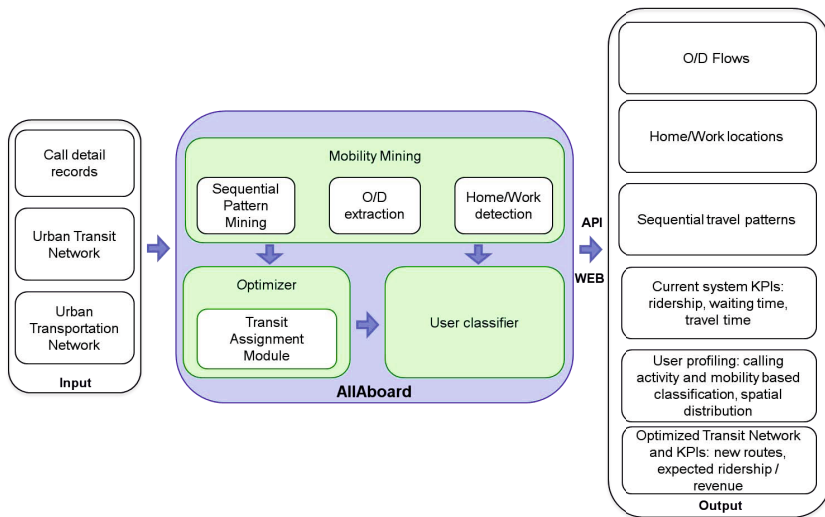 Call detail
records
Urban Transit
Network
Urban
Transportation
Network
Input
Mobility Mining
Sequential
Pattern
Mining
O/D
extraction
Home/Work
detection
Optimizer
Transit
Assignment
Module
User classifier
AllAboard
API
WEB
O/D Flows
Home/Work locations
Sequential travel patterns
Current system KPIs:
ridership, waiting time,
travel time
User profiling: calling
activity and mobility based
classification, spatial
distribution
Optimized Transit Network
and KPIs: new routes,
expected ridership /
revenue
Output